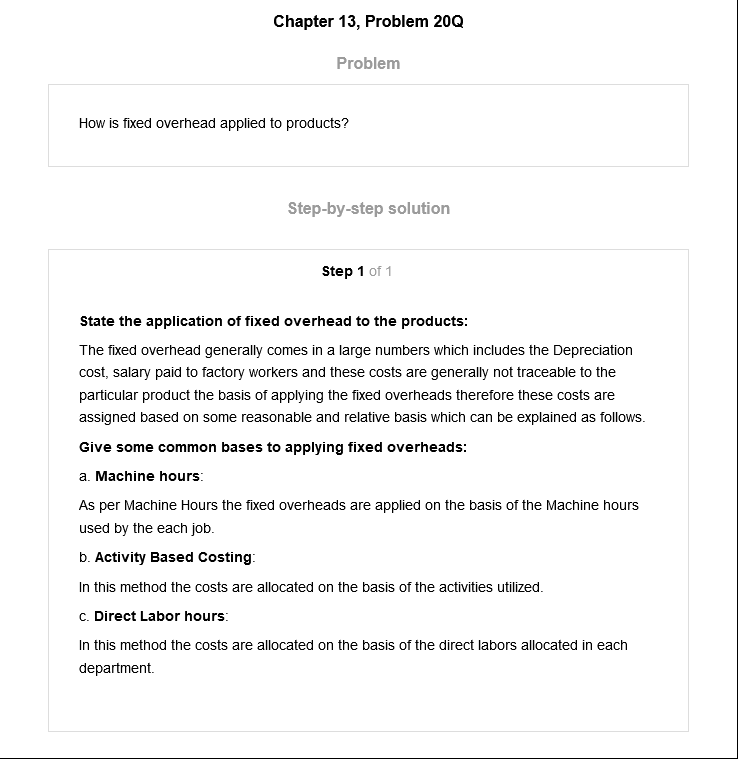 Chapter 13, Problem 20Q
Problem
How is fixed overhead applied to products?
Step-by-step solution
Step 1 of 1
State the application of fixed overhead to the products:
The fixed overhead generally comes in a large numbers which includes the Depreciation
cost, salary paid to factory workers and these costs are generally not traceable to the
particular product the basis of applying the fixed overheads therefore these costs are
assigned based on some reasonable and relative basis which can be explained as follows.
Give some common bases to applying fixed overheads:
a. Machine hours:
As per Machine Hours the fixed overheads are applied on the basis of the Machine hours
used by the each job.
b. Activity Based Costing:
In this method the costs are allocated on the basis of the activities utilized.
c. Direct Labor hours:
In this method the costs are allocated on the basis of the direct labors allocated in each
department.